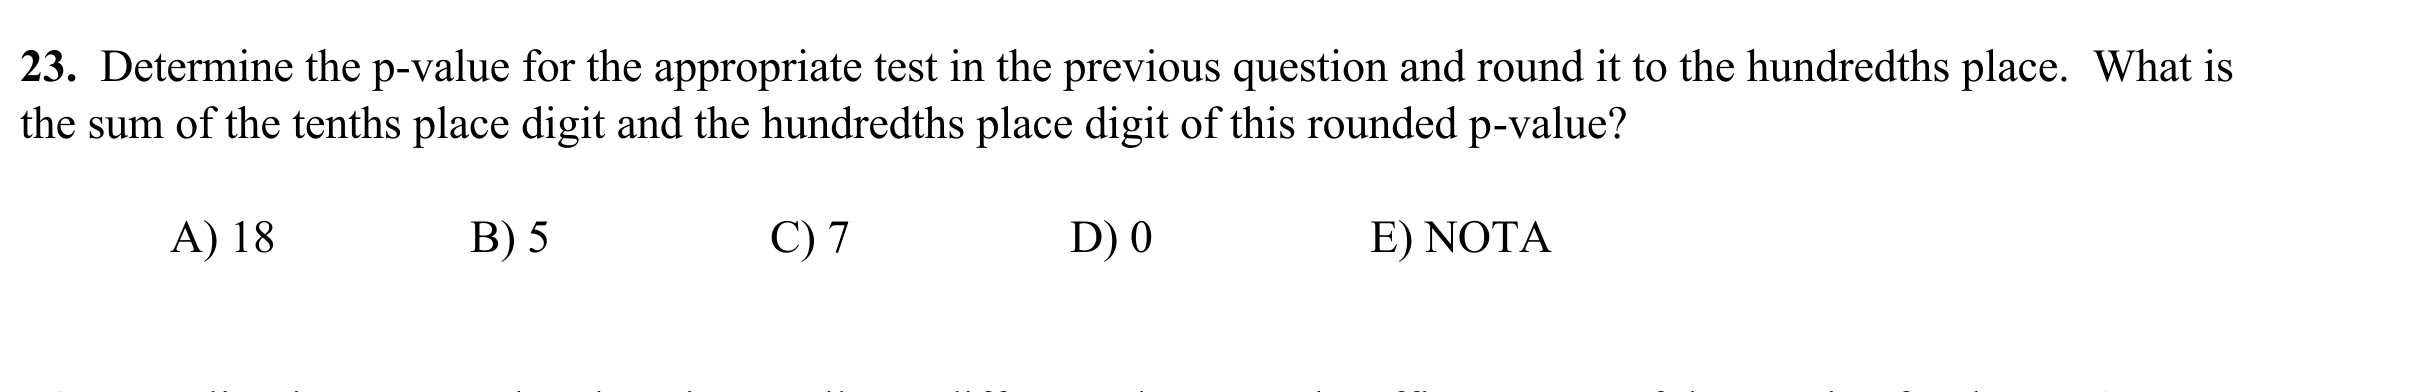 23.  Determine the p-value for the appropriate test in the previous question and round it to the hundredths place.  What is
the sum of the tenths place digit and the hundredths place digit of this rounded p-value?
A) 18 B) 5 C) 7 D) 0 E) NOTA